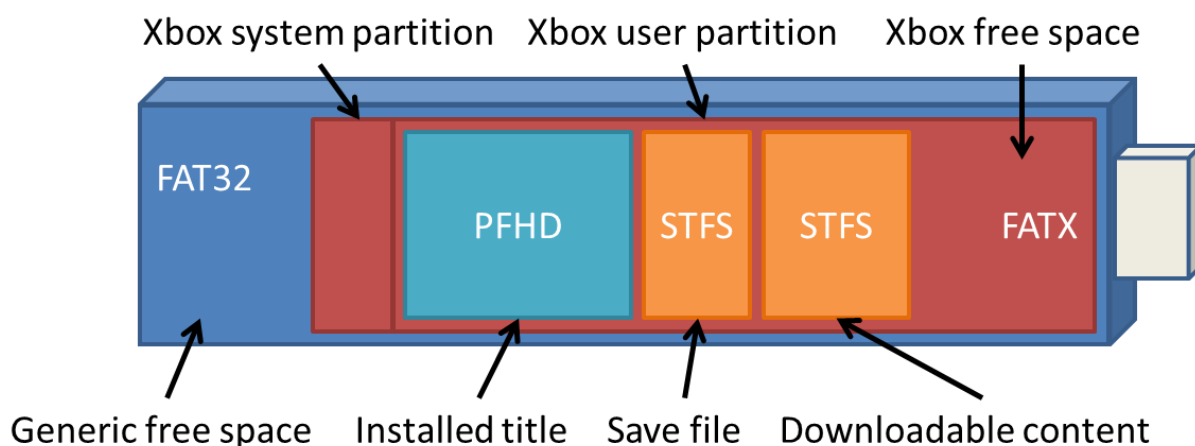 Xbox system partition
Xbox user partition
Xbox free space
FAT32
PFHD
STFS
STFS
FATX
Generic free space
Installed title
Save file
Downloadable content